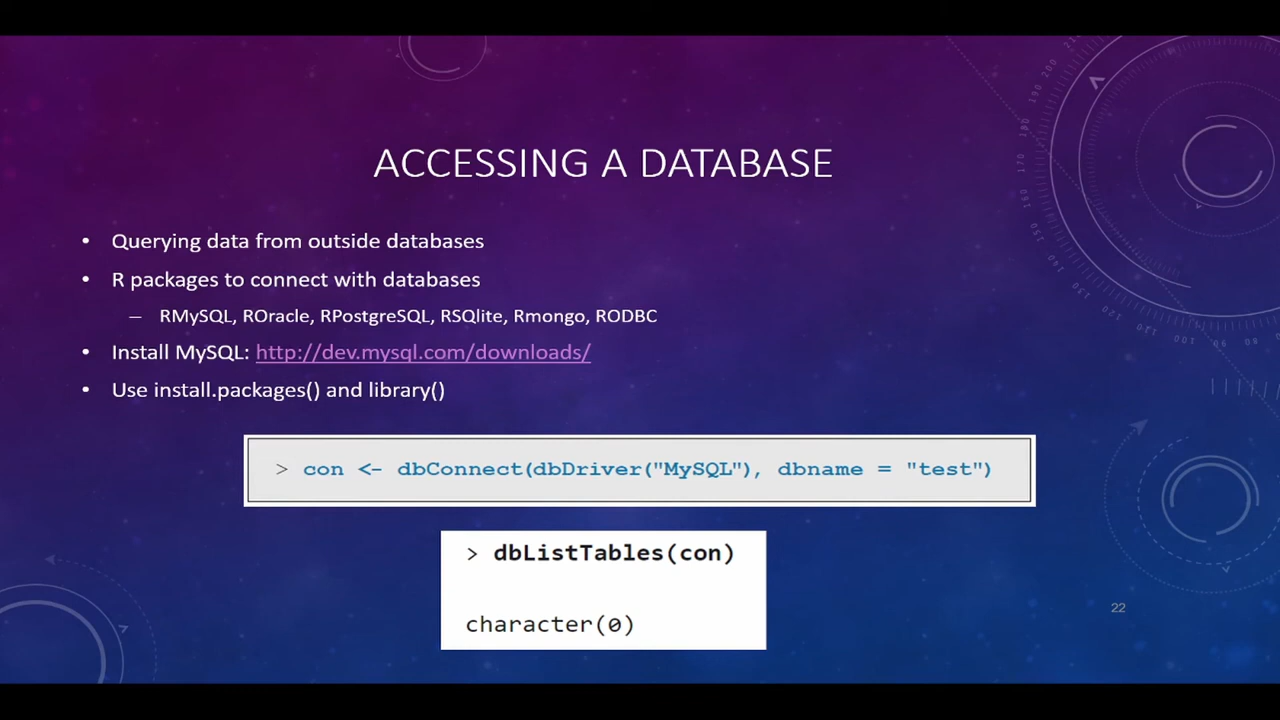 ACCESSING A DATABASE
• Querying data from outside databases
• R packages to connect with databases
– RMySQL, ROracle, RPostgreSQL, RSQlite, Rmongo, RODBC
• Install MySQL: http://dev.mysql.com/downloads/
• Use install.packages() and library()
> con <- dbConnect(dbDriver("MySQL"), dbname = "test")
> dbListTables(con)
character(0)
22